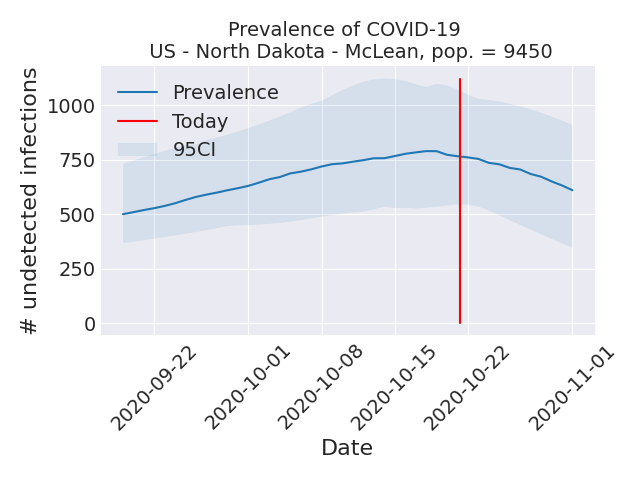 Prevalence of COVID-19
US - North Dakota - McLean, pop. = 9450
# undetected infections
1000
750
500
250
0
Prevalence
Today
95CI
2020-09-22
2020-10-01
2020-10-08
2020-10-15
2020-10-22
2020-11-01
Date